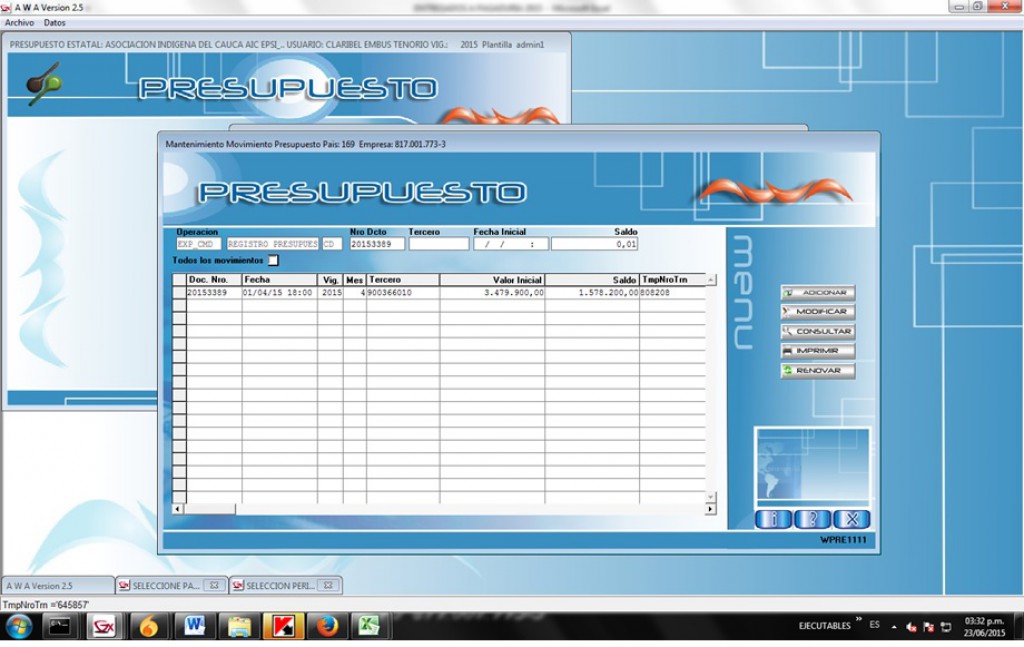 A W A Version 2.5
Archivo Datos
PRESUPUESTO ESTATAL: ASOCIACION INDIGENA DEL CAUCA AIC EPSI_.. USUARIO: CLARIBEL EMBUS TENORIO VIG.: 2015 Plantilla admin1
PRESUPUESTO
Mantenimiento Movimiento Presupuesto Pais: 169 Empresa: 817.001.773-3
PRESUPUESTO
Operacion Nro Dcto Tercero Fecha Inicial Saldo
EXP_CMD REGISTRO PRESUPUES CD 20153389 / / : 0,01
Todos los movimientos
Doc. Nro. Fecha Vig. Mes Tercero Valor Inicial Saldo TmpNroTrn
20153389 01/04/15 18:00 2015 4 900366010 3.479.900,00 1.578.200,00 808208
menu
ADICIONAR
MODIFICAR
CONSULTAR
IMPRIMIR
RENOVAR
i ? X
WPRE1111
A W A Version 2.5 SELECCIONE PA... SELECCION PERI...
TmpNroTrn ='645857'
EJECUTABLES » ES 03:32 p.m.
23/06/2015